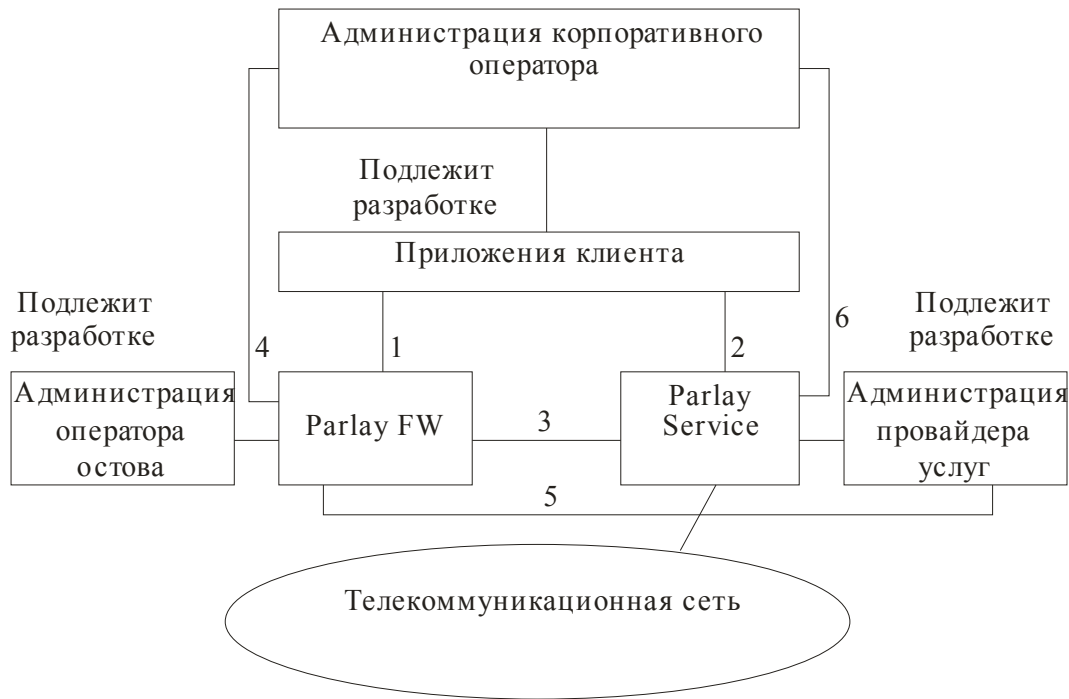 Администрация корпоративного
оператора
Подлежит
разработке
Приложения клиента
Подлежит
разработке
Подлежит
разработке
4
1
2
6
Администрация
оператора
остова
Parlay FW
3
Parlay
Service
Администрация
провайдера
услуг
5
Телекоммуникационная сеть